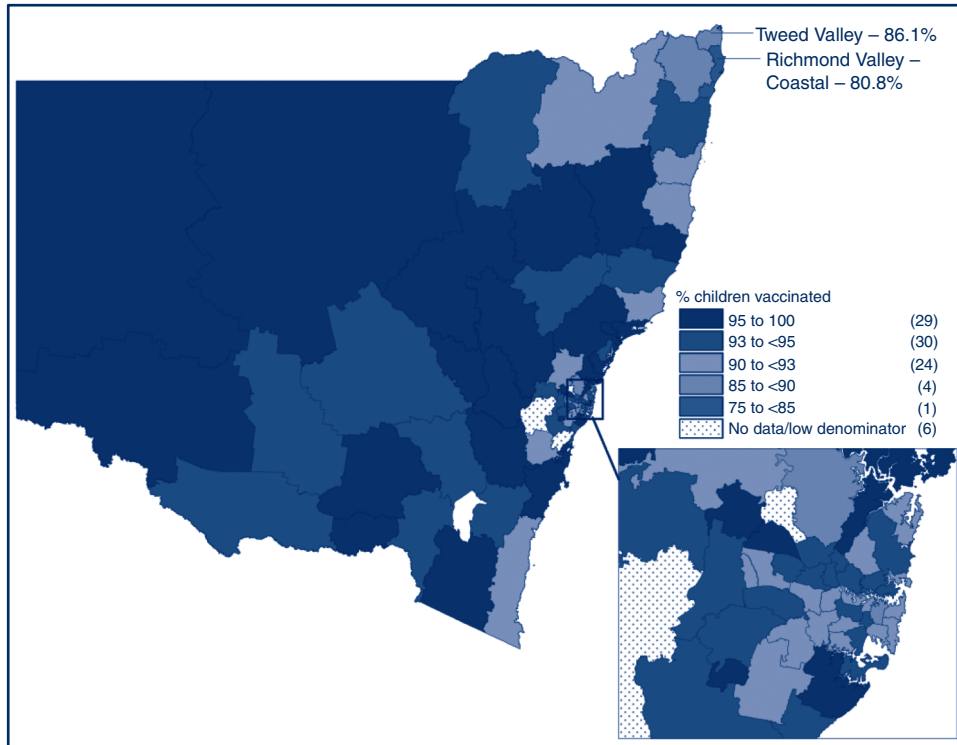 Tweed Valley – 86.1%
Richmond Valley –
Coastal – 80.8%
% children vaccinated
95 to 100 (29)
93 to <95 (30)
90 to <93 (24)
85 to <90 (4)
75 to <85 (1)
No data/low denominator (6)